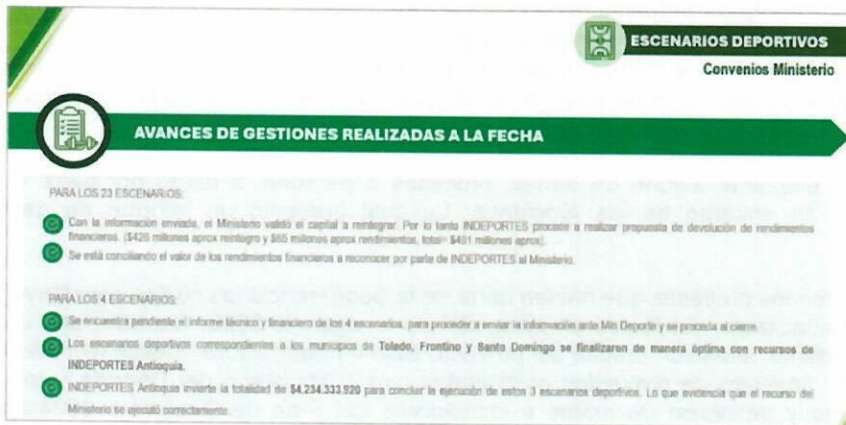 ESCENARIOS DEPORTIVOS
Convenios Ministerio
AVANCES DE GESTIONES REALIZADAS A LA FECHA
PARA LOS 23 ESCENARIOS:
Con la información enviada, el Ministerio validó el capital a reintegrar. Por lo tanto INDEPORTES procede a realizar propuesta de devolución de rendimientos
financieros. ($426 millones aprox reintegro y $65 millones aprox rendimientos, total= $491 millones aprox).
Se está conciliando el valor de los rendimientos financieros a reconocer por parte de INDEPORTES al Ministerio.
PARA LOS 4 ESCENARIOS:
Se encuentra pendiente el informe técnico y financiero de los 4 escenarios, para proceder a enviar la información ante Min Deporte y se proceda al cierre.
Los escenarios deportivos correspondientes a los municipios de Toledo, Frontino y Santo Domingo se finalizaron de manera óptima con recursos de
INDEPORTES Antioquia.
INDEPORTES Antioquia invierte la totalidad de $4.234.333.920 para concluir la ejecución de estos 3 escenarios deportivos. Lo que evidencia que el recurso del
Ministerio se ejecutó correctamente.